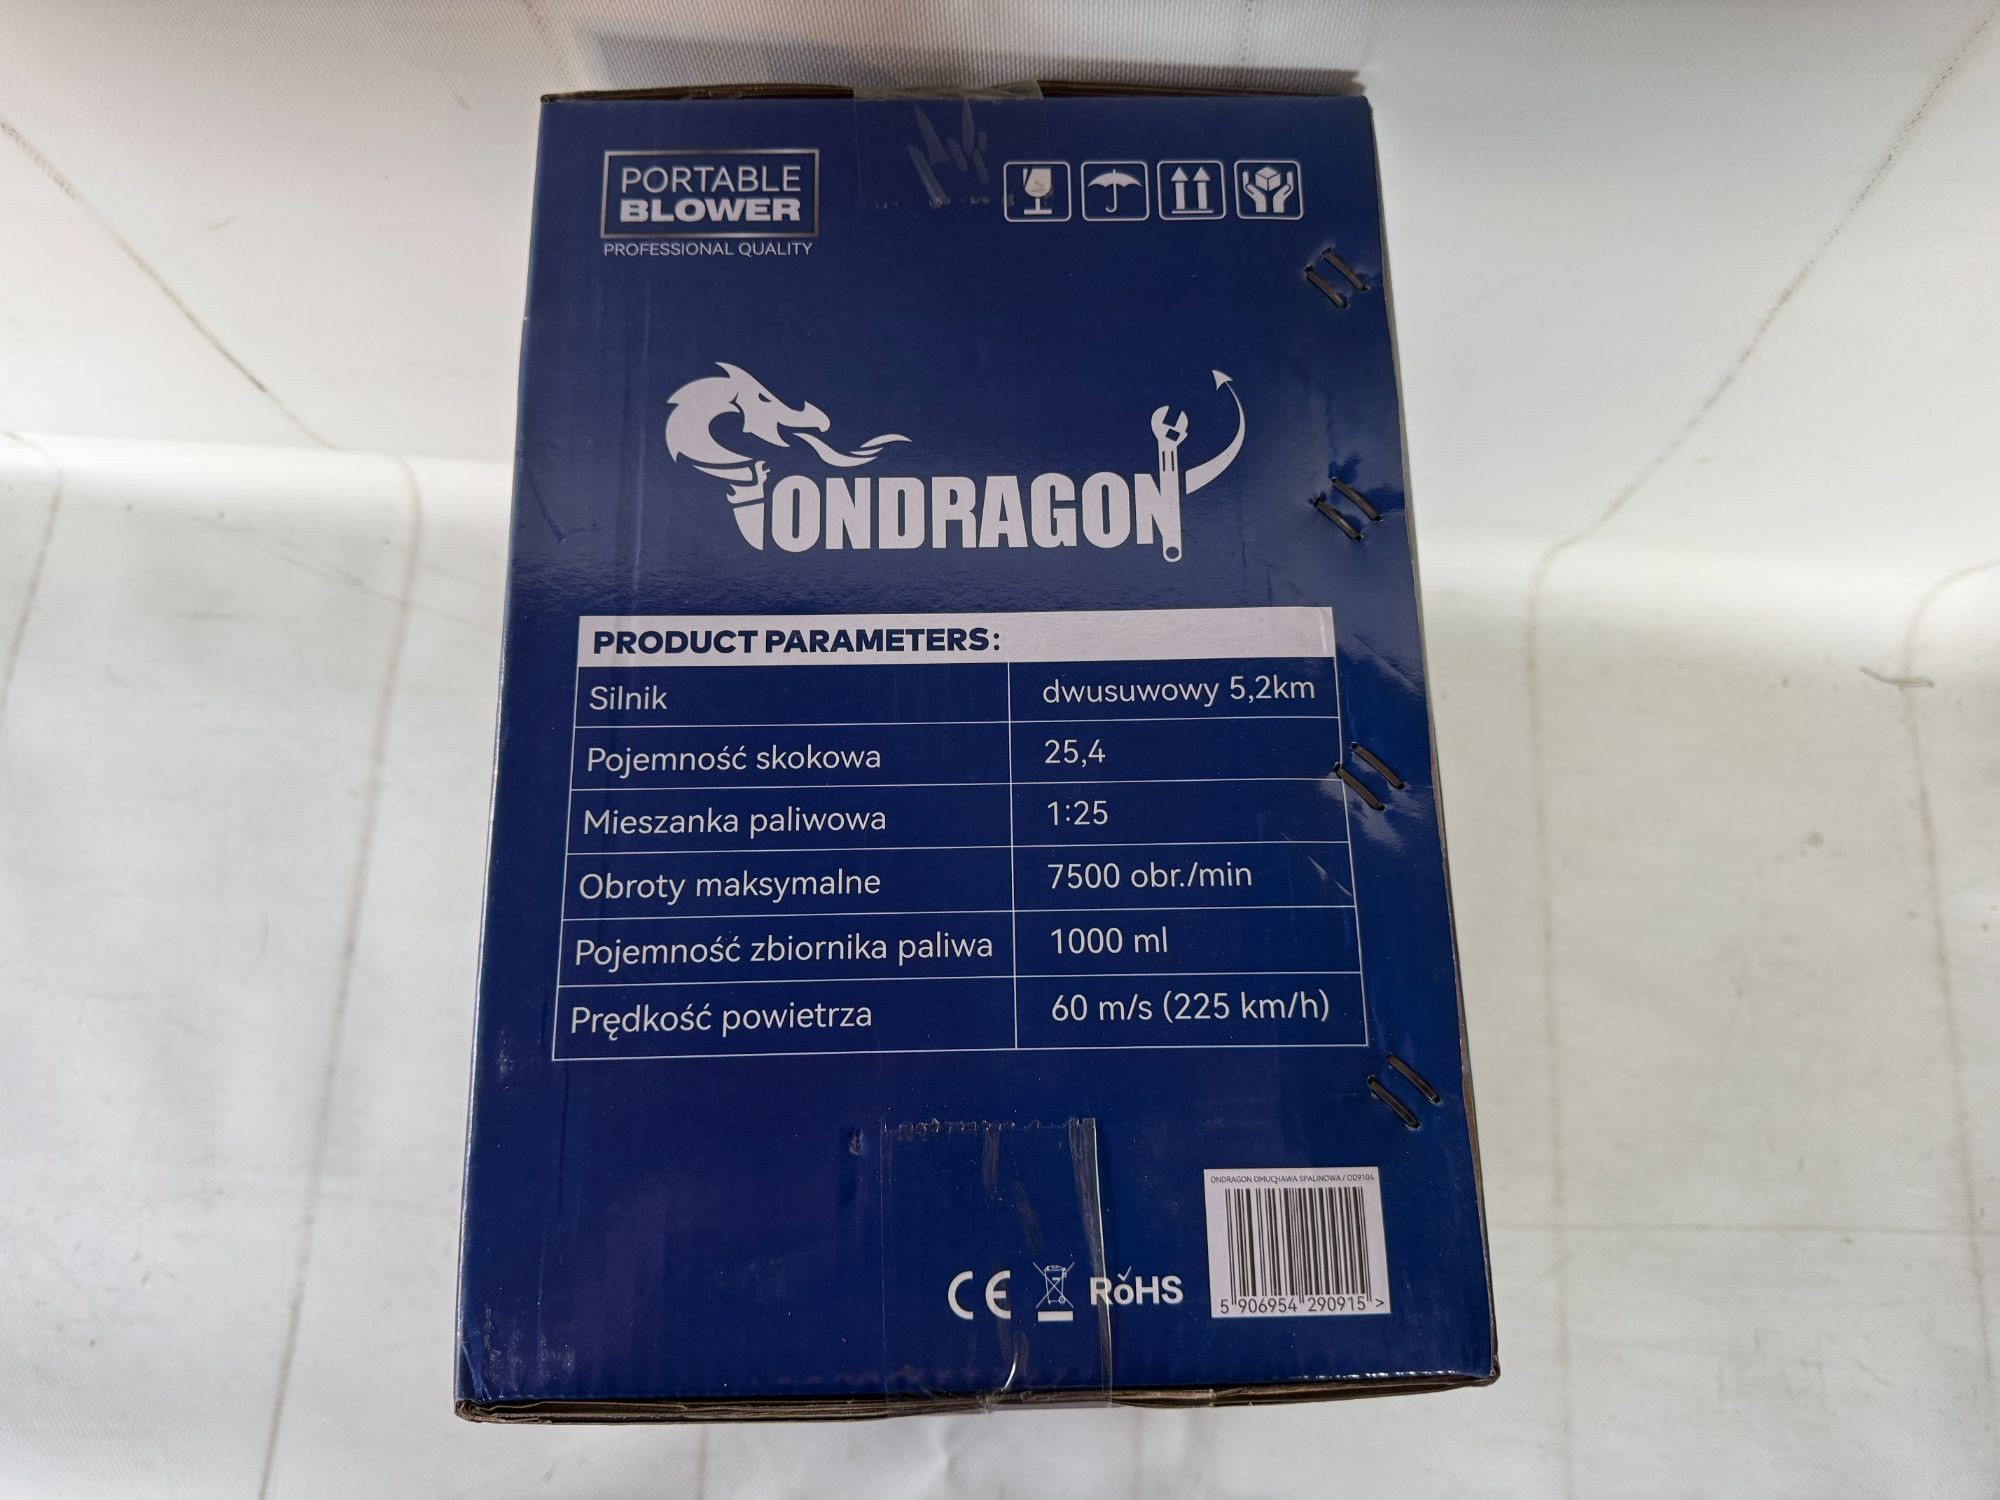 PORTABLE
BLOWER
PROFESSIONAL QUALITY
ONDRAGON
PRODUCT PARAMETERS:
Silnik dwusuwowy 5,2km
Pojemność skokowa 25,4
Mieszanka paliwowa 1:25
Obroty maksymalne 7500 obr./min
Pojemność zbiornika paliwa 1000 ml
Prędkość powietrza 60 m/s (225 km/h)
ONDRAGON DMUCHAWA SPALINOWA / OD9104
CE RoHS
5 906954 290915 >